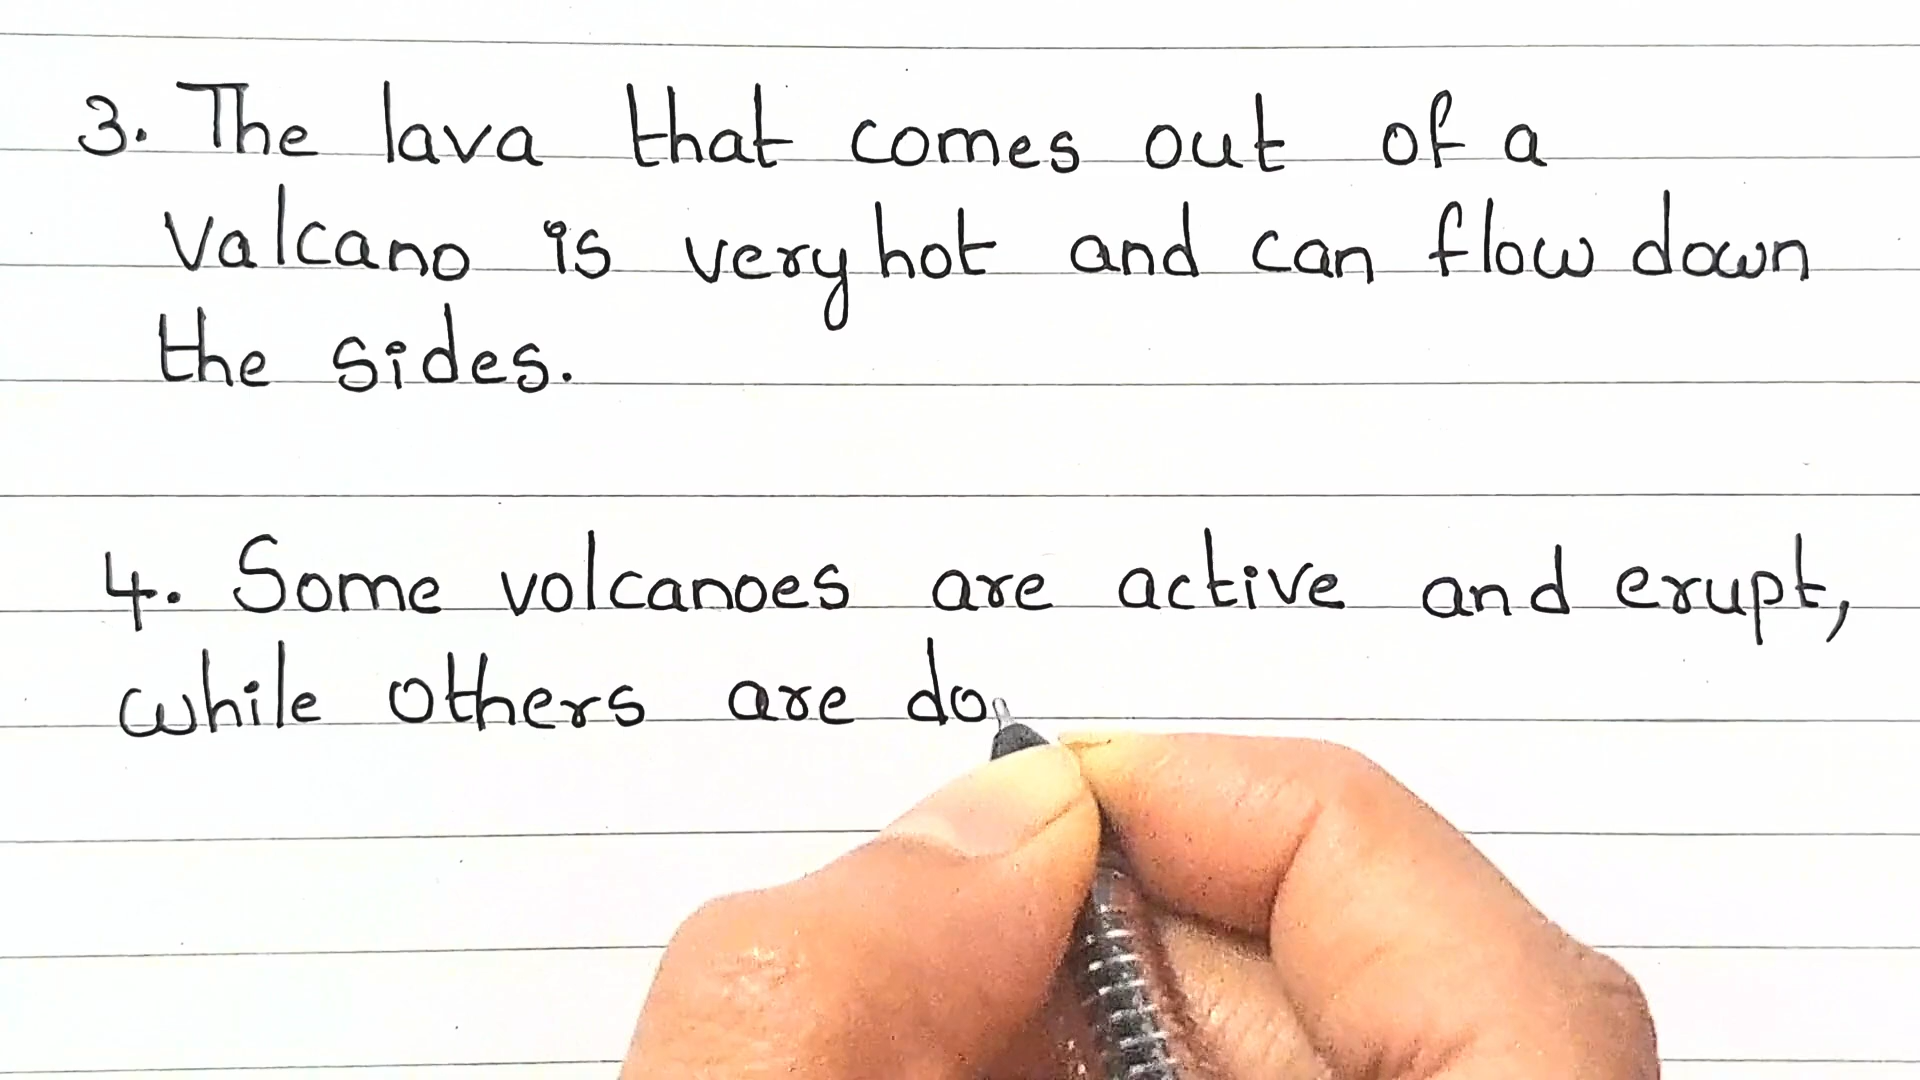 3. The lava that comes out of a
valcano is very hot and can flow down
the sides.
4. Some volcanoes are active and erupt,
while others are do